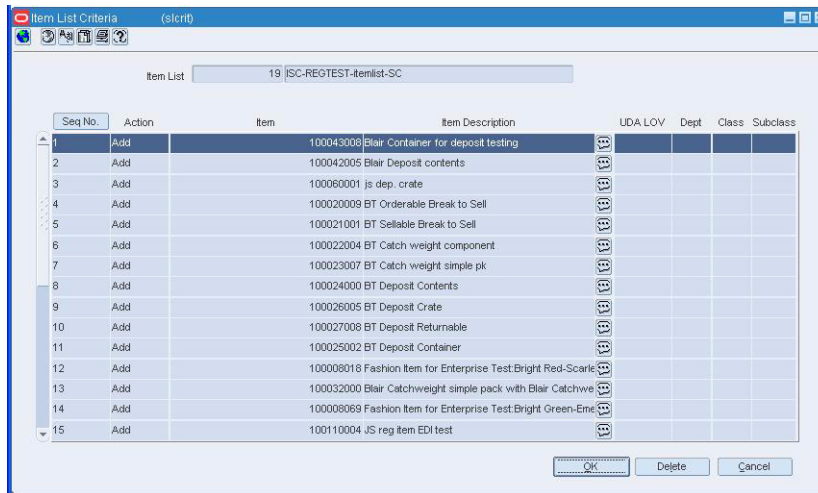 Item List Criteria (slcrit)
Item List 19 ISC-REGTEST-itemlist-SC
Seq No. Action Item Item Description UDA LOV Dept Class Subclass
1 Add 100043008 Blair Container for deposit testing
2 Add 100042005 Blair Deposit contents
3 Add 100060001 js dep. crate
4 Add 100020009 BT Orderable Break to Sell
5 Add 100021001 BT Sellable Break to Sell
6 Add 100022004 BT Catch weight component
7 Add 100023007 BT Catch weight simple pk
8 Add 100024000 BT Deposit Contents
9 Add 100026005 BT Deposit Crate
10 Add 100027008 BT Deposit Returnable
11 Add 100025002 BT Deposit Container
12 Add 100008018 Fashion Item for Enterprise Test:Bright Red-Scarle
13 Add 100032000 Blair Catchweight simple pack with Blair Catchwe
14 Add 100008069 Fashion Item for Enterprise Test:Bright Green-Eme
15 Add 100110004 JS reg item EDI test
OK Delete Cancel